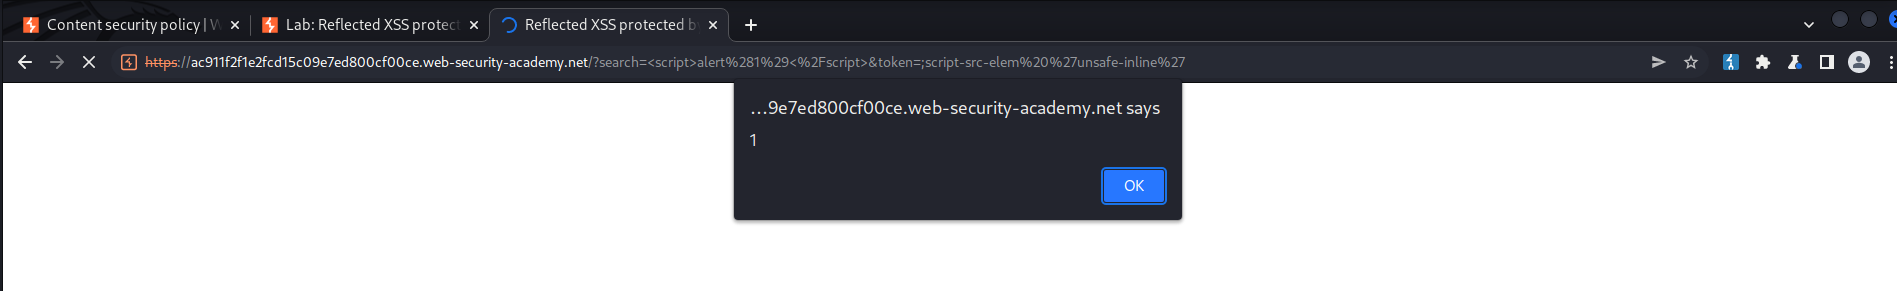 Content security policy | W
Lab: Reflected XSS protect
Reflected XSS protected b
https://ac911f2f1e2fcd15c09e7ed800cf00ce.web-security-academy.net/?search=<script>alert%281%29<%2Fscript>&token=;script-src-elem%20%27unsafe-inline%27
...9e7ed800cf00ce.web-security-academy.net says
1
OK